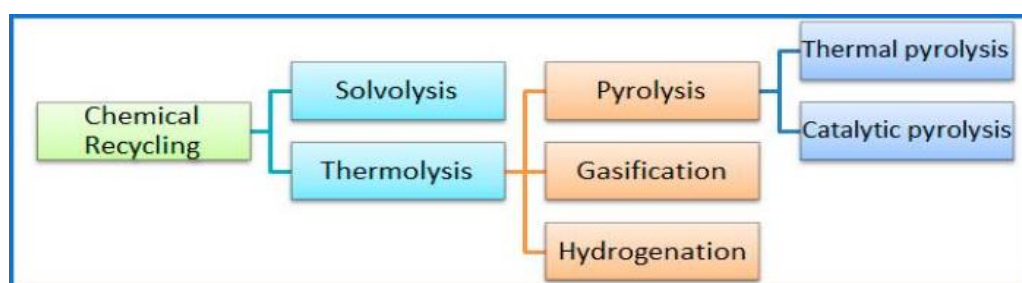 Chemical
Recycling
Solvolysis
Thermolysis
Pyrolysis
Gasification
Hydrogenation
Thermal pyrolysis
Catalytic pyrolysis